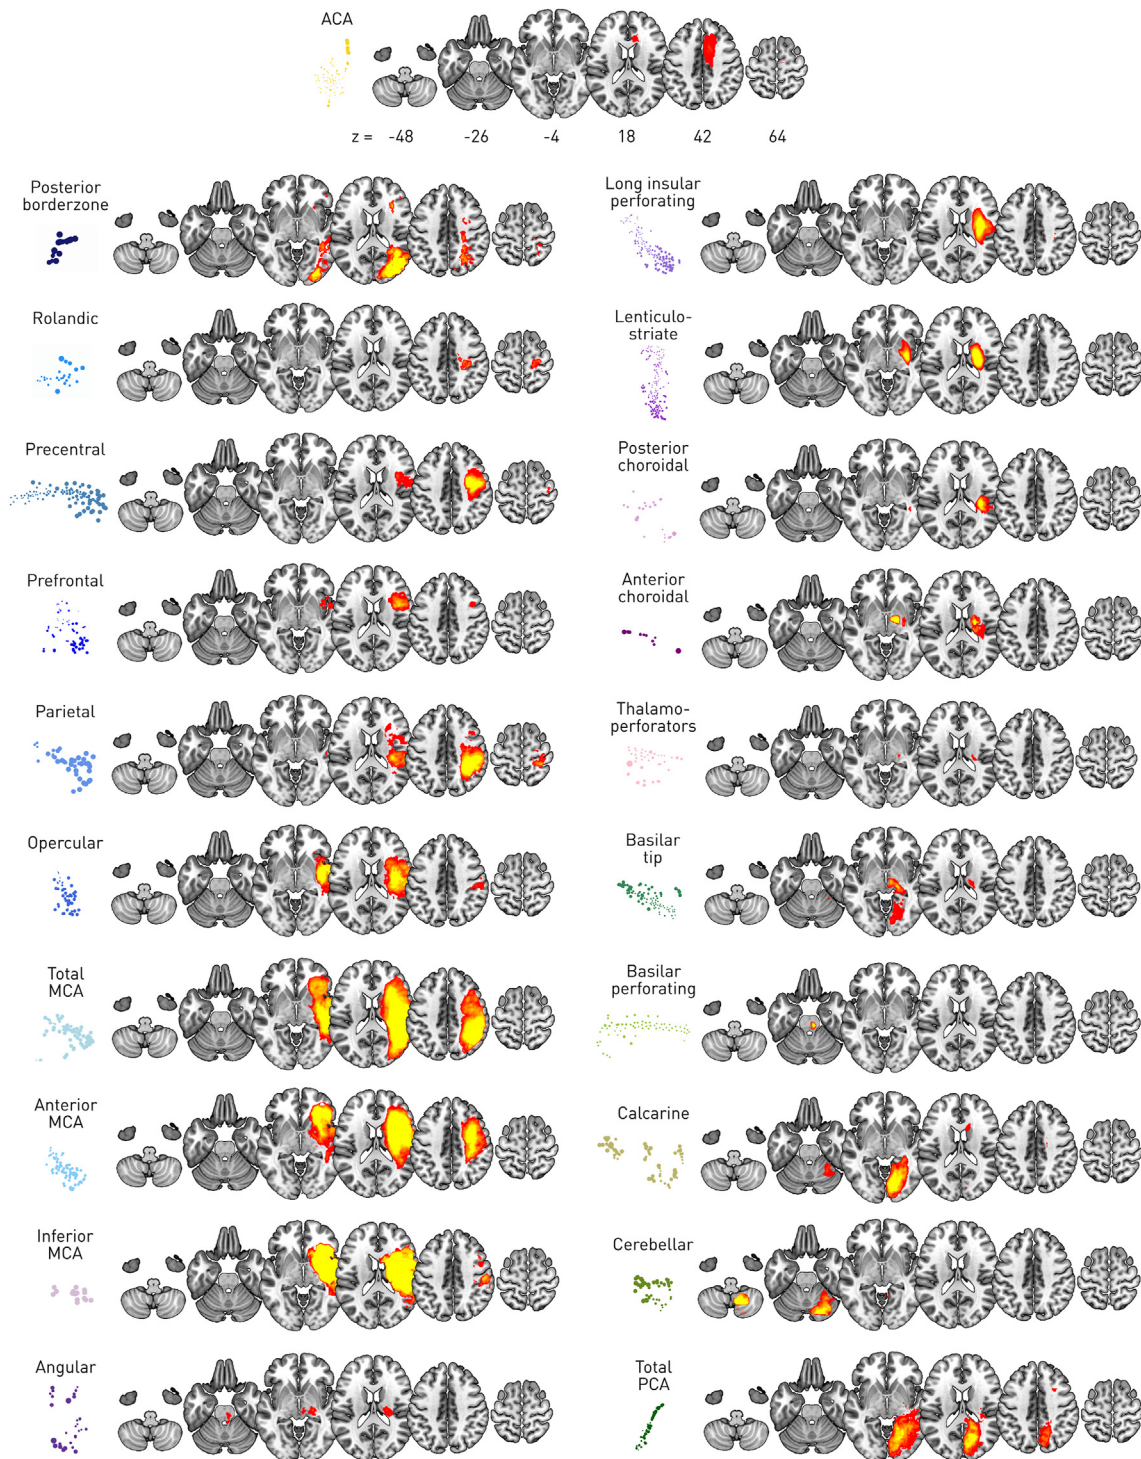 ACA
z = -48 -26 -4 18 42 64
Posterior
borderzone
Rolandic
Precentral
Prefrontal
Parietal
Opercular
Total
MCA
Anterior
MCA
Inferior
MCA
Angular
Long insular
perforating
Lenticulo-
striate
Posterior
choroidal
Anterior
choroidal
Thalamo-
perforators
Basilar
tip
Basilar
perforating
Calcarine
Cerebellar
Total
PCA